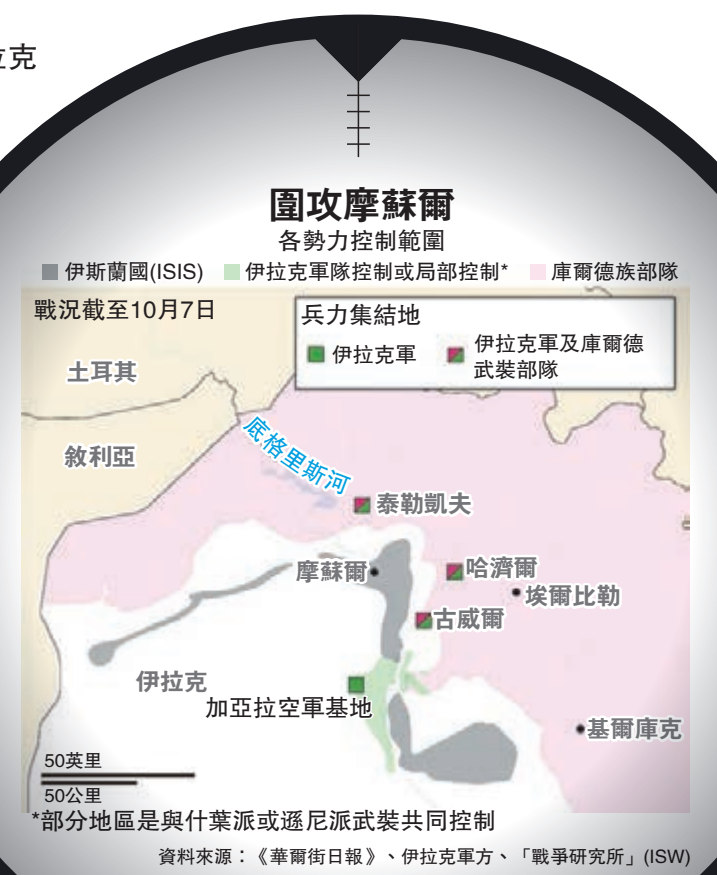 拉克
圍攻摩蘇爾
各勢力控制範圍
伊斯蘭國(ISIS) 伊拉克軍隊控制或局部控制* 庫爾德族部隊
戰況截至10月7日
兵力集結地
伊拉克軍
伊拉克軍及庫爾德
武裝部隊
土耳其
敘利亞
底格里斯河
泰勒凱夫
摩蘇爾
哈濟爾
埃爾比勒
古威爾
伊拉克
加亞拉空軍基地
基爾庫克
50英里
50公里
*部分地區是與什葉派或遜尼派武裝共同控制
資料來源：《華爾街日報》、伊拉克軍方、「戰爭研究所」(ISW)